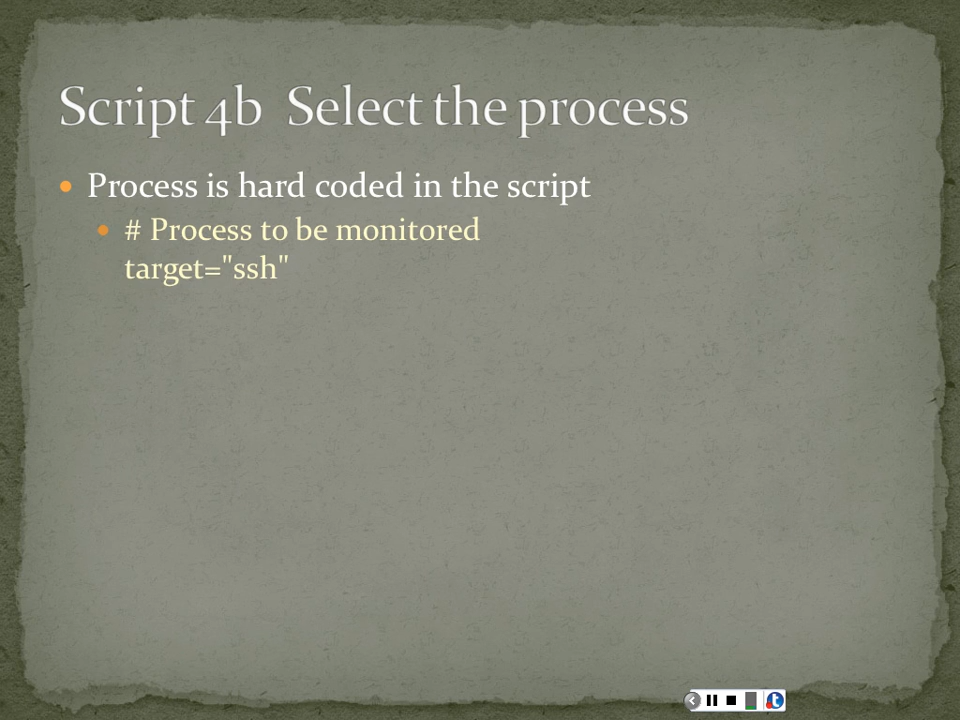 Script 4b  Select the process
Process is hard coded in the script
# Process to be monitored
target="ssh"